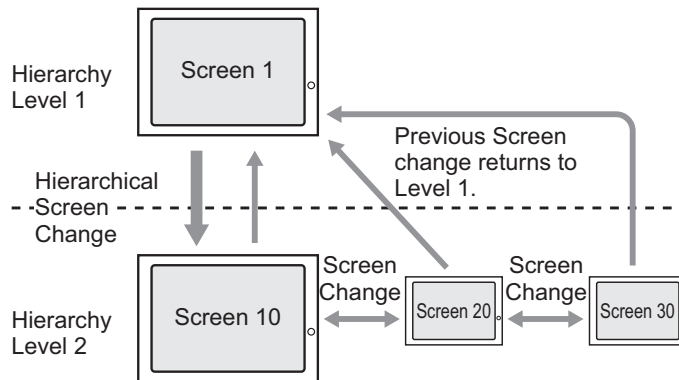 Screen 1
Hierarchy
Level 1
Previous Screen
change returns to
Level 1.
Hierarchical
Screen
Change
Screen
Change
Screen
Change
Screen 10
Screen 20
Screen 30
Hierarchy
Level 2